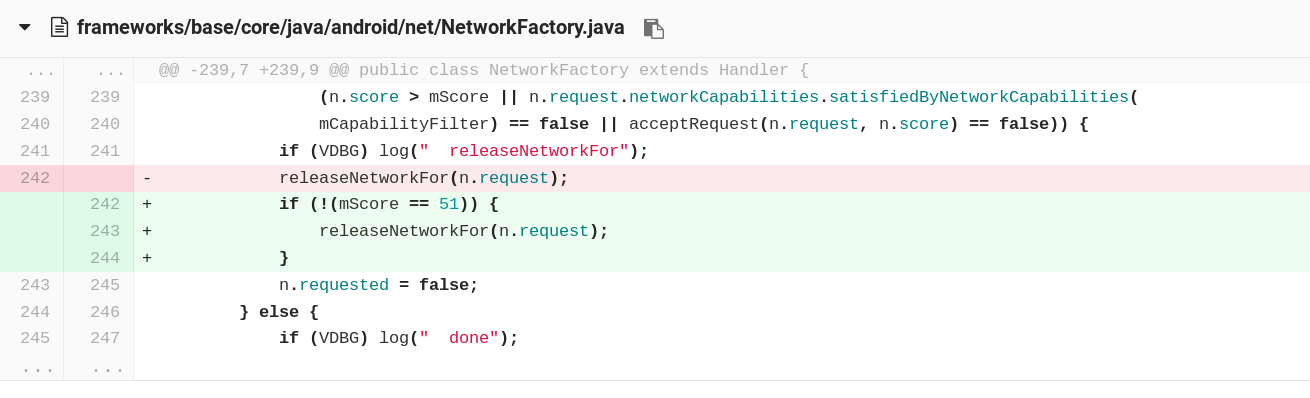 frameworks/base/core/java/android/net/NetworkFactory.java
... ... @@ -239,7 +239,9 @@ public class NetworkFactory extends Handler {
239 239 (n.score > mScore || n.request.networkCapabilities.satisfiedByNetworkCapabilities(
240 240 mCapabilityFilter) == false || acceptRequest(n.request, n.score) == false)) {
241 241 if (VDBG) log("  releaseNetworkFor");
242 - releaseNetworkFor(n.request);
242 + if (!(mScore == 51)) {
243 + releaseNetworkFor(n.request);
244 + }
243 245 n.requested = false;
244 246 } else {
245 247 if (VDBG) log("  done");
... ...